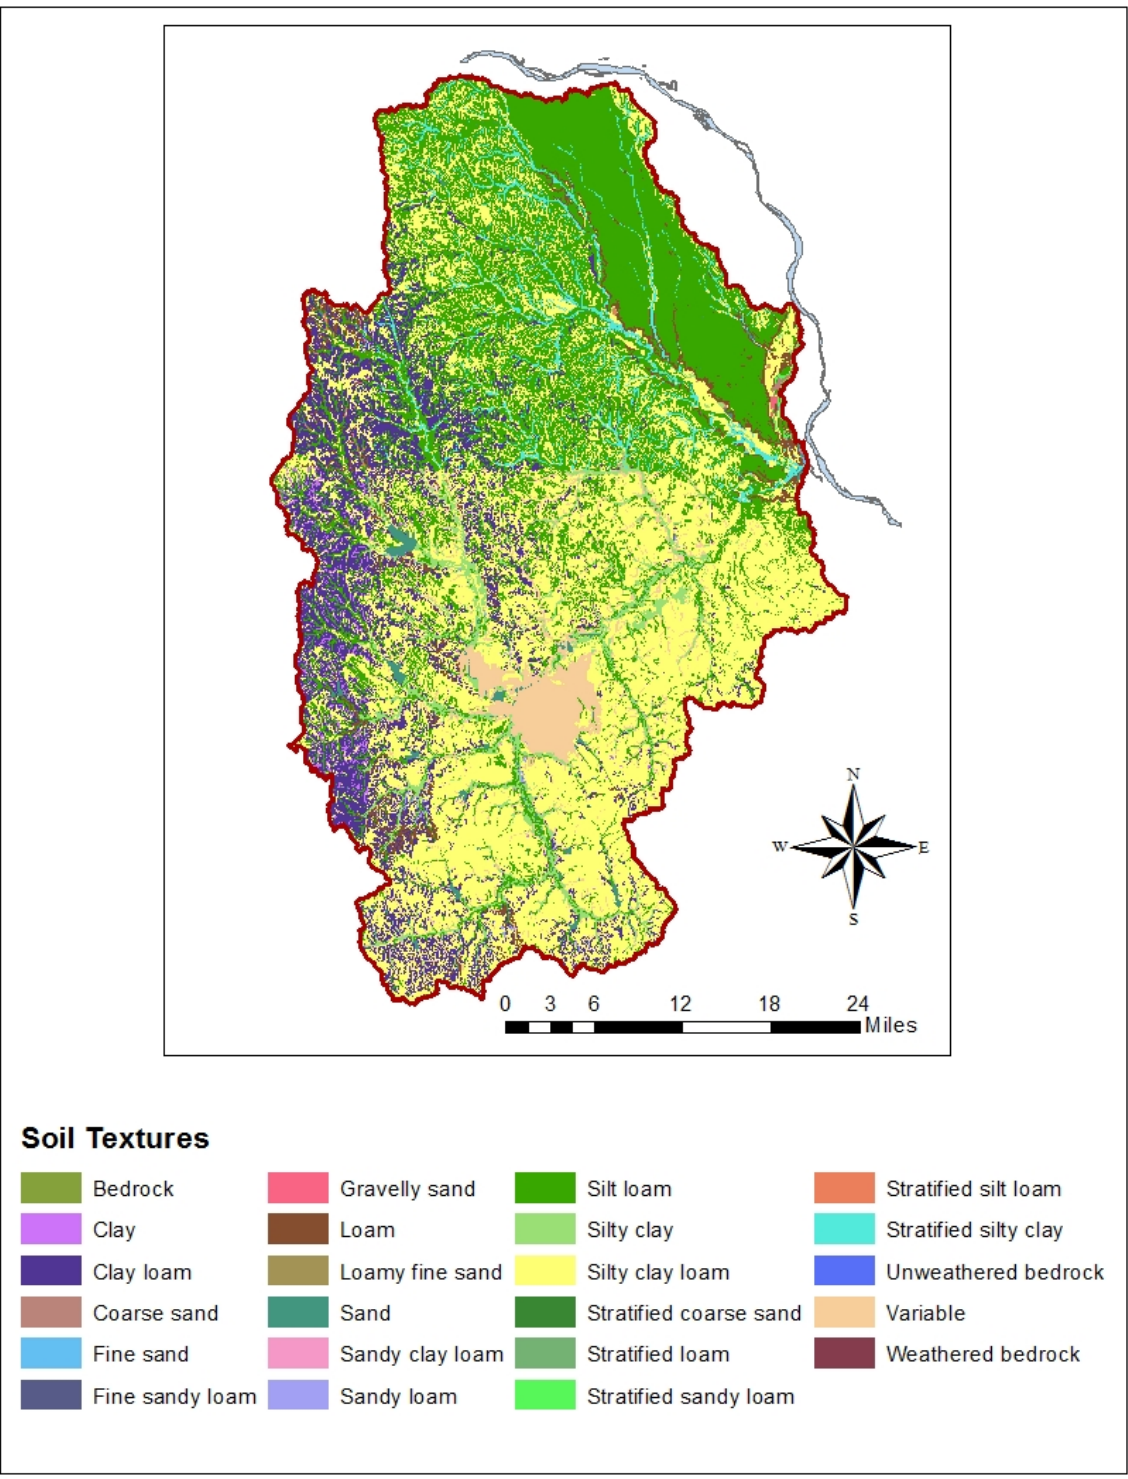 N
W E
S
0 3 6 12 18 24
Miles
Soil Textures
Bedrock
Clay
Clay loam
Coarse sand
Fine sand
Fine sandy loam
Gravelly sand
Loam
Loamy fine sand
Sand
Sandy clay loam
Sandy loam
Silt loam
Silty clay
Silty clay loam
Stratified coarse sand
Stratified loam
Stratified sandy loam
Stratified silt loam
Stratified silty clay
Unweathered bedrock
Variable
Weathered bedrock